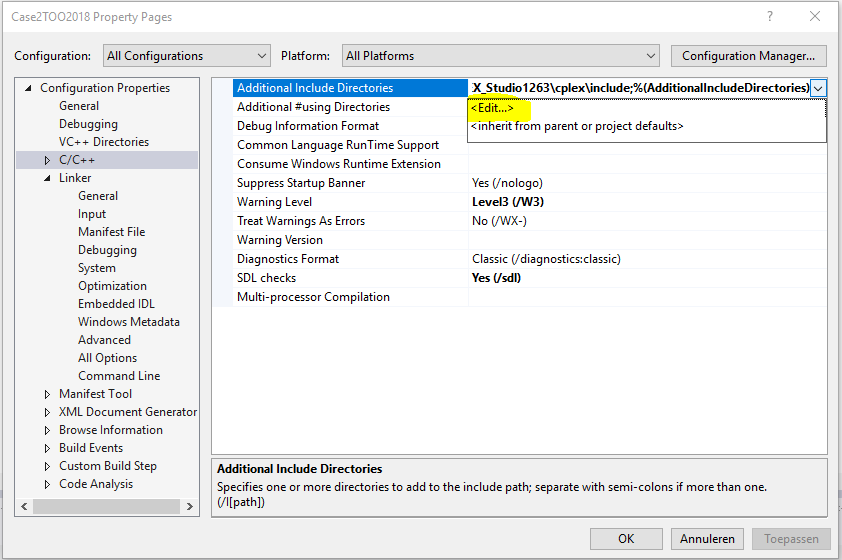 Case2TOO2018 Property Pages
Configuration: All Configurations Platform: All Platforms Configuration Manager...
Configuration Properties
General
Debugging
VC++ Directories
C/C++
Linker
General
Input
Manifest File
Debugging
System
Optimization
Embedded IDL
Windows Metadata
Advanced
All Options
Command Line
Manifest Tool
XML Document Generator
Browse Information
Build Events
Custom Build Step
Code Analysis
Additional Include Directories X_Studio1263\cplex\include;%(AdditionalIncludeDirectories)
Additional #using Directories <Edit...>
Debug Information Format <inherit from parent or project defaults>
Common Language RunTime Support
Consume Windows Runtime Extension
Suppress Startup Banner Yes (/nologo)
Warning Level Level3 (/W3)
Treat Warnings As Errors No (/WX-)
Warning Version
Diagnostics Format Classic (/diagnostics:classic)
SDL checks Yes (/sdl)
Multi-processor Compilation
Additional Include Directories
Specifies one or more directories to add to the include path; separate with semi-colons if more than one.
(/I[path])
OK Annuleren Toepassen